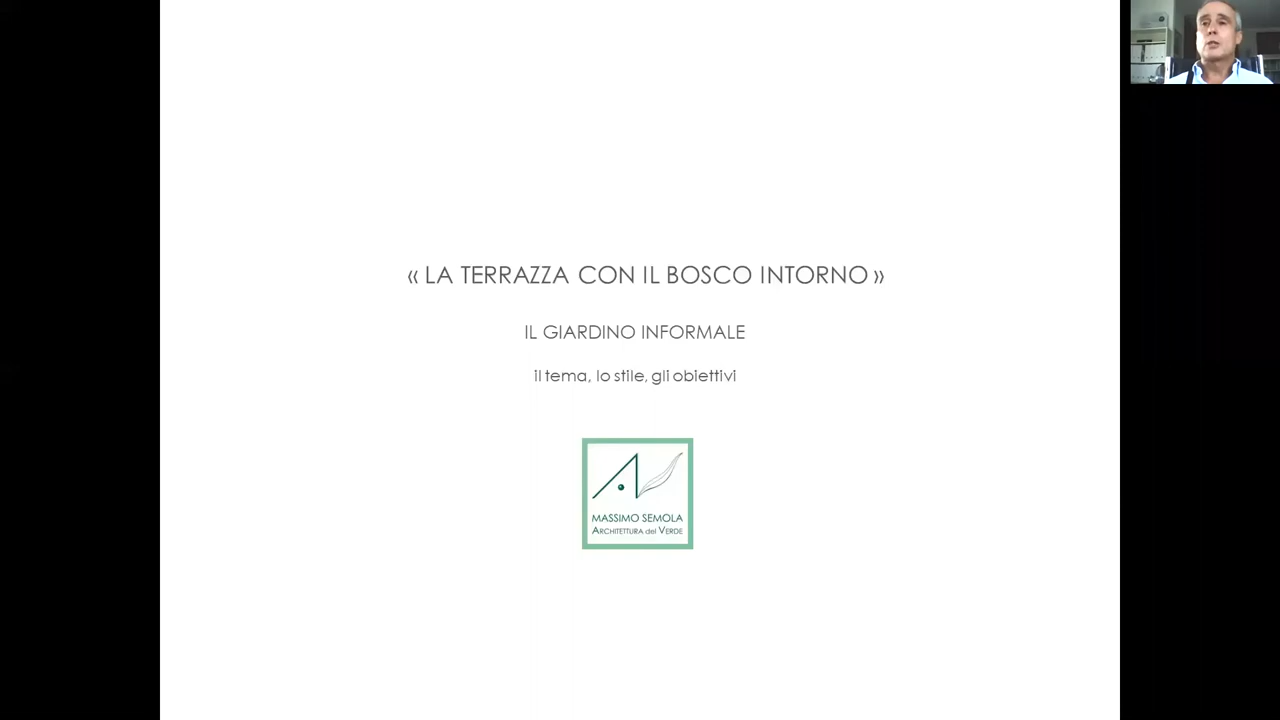 « LA TERRAZZA CON IL BOSCO INTORNO »
IL GIARDINO INFORMALE
il tema, lo stile, gli obiettivi
MASSIMO SEMOLA
ARCHITETTURA del VERDE